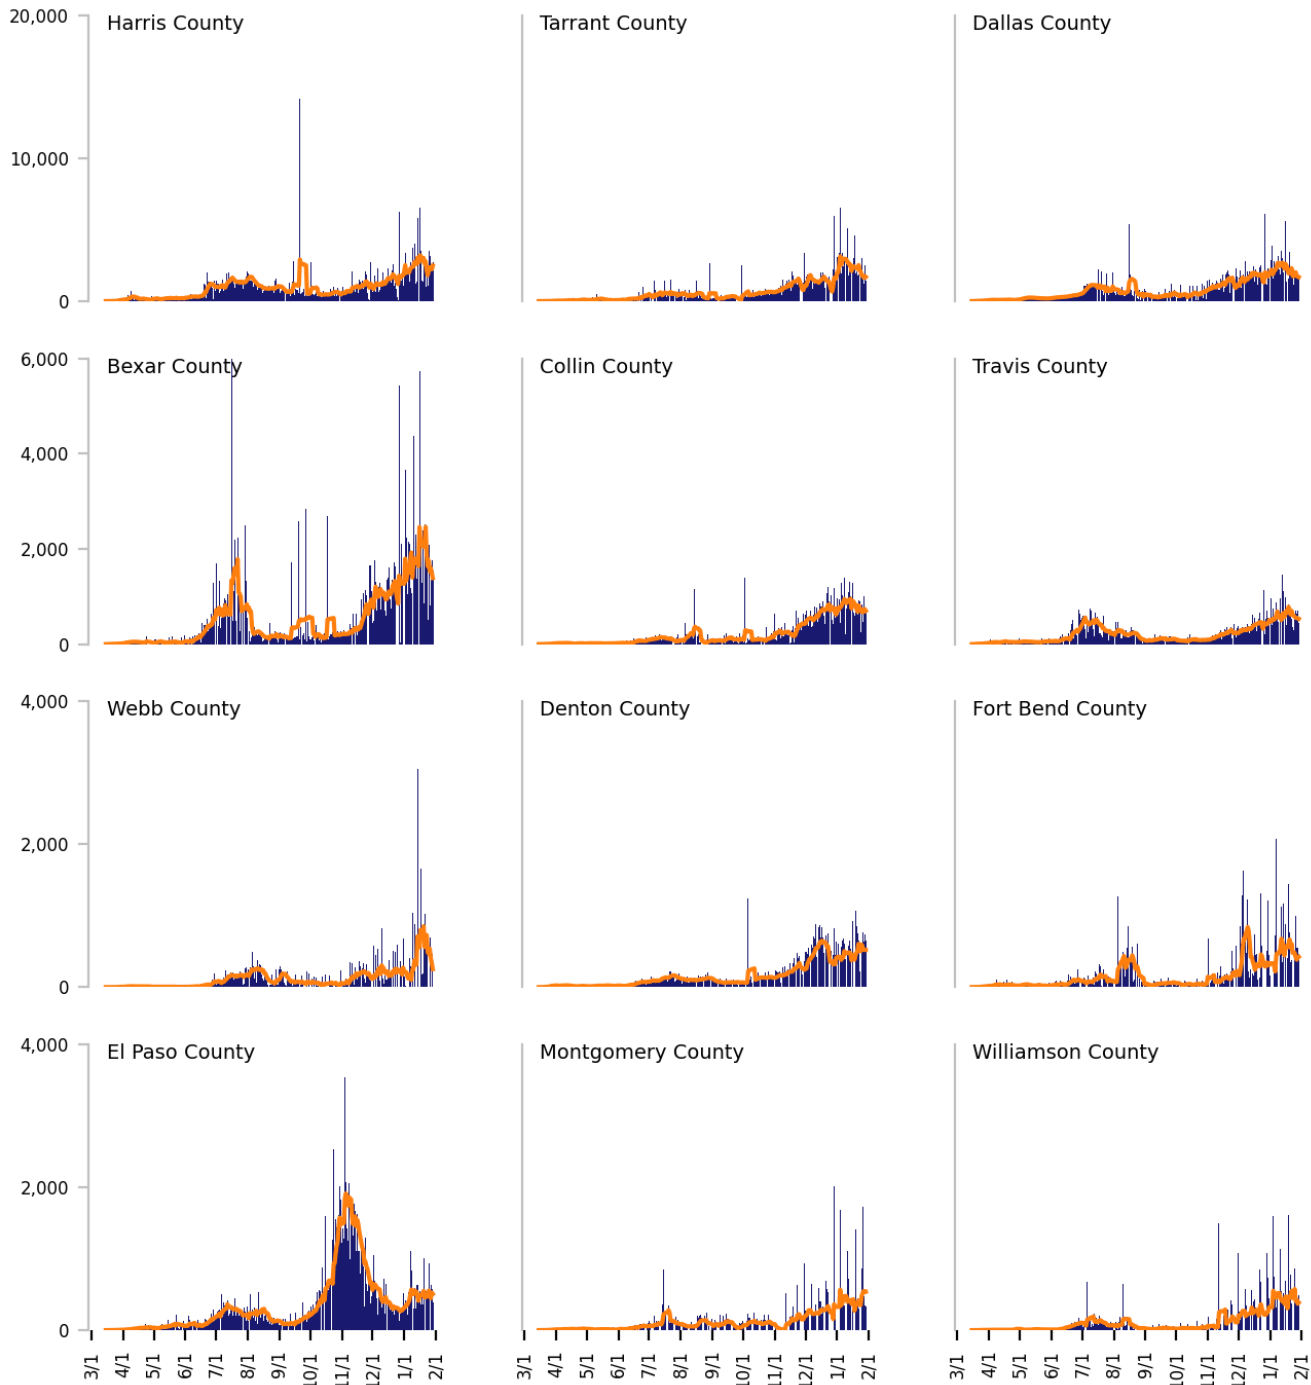 20,000
Harris County
Tarrant County
Dallas County
10,000
0
6,000
Bexar County
Collin County
Travis County
4,000
2,000
0
4,000
Webb County
Denton County
Fort Bend County
2,000
0
4,000
El Paso County
Montgomery County
Williamson County
2,000
0
3/1 4/1 5/1 6/1 7/1 8/1 9/1 10/1 11/1 12/1 1/1 2/1
3/1 4/1 5/1 6/1 7/1 8/1 9/1 10/1 11/1 12/1 1/1 2/1
3/1 4/1 5/1 6/1 7/1 8/1 9/1 10/1 11/1 12/1 1/1 2/1